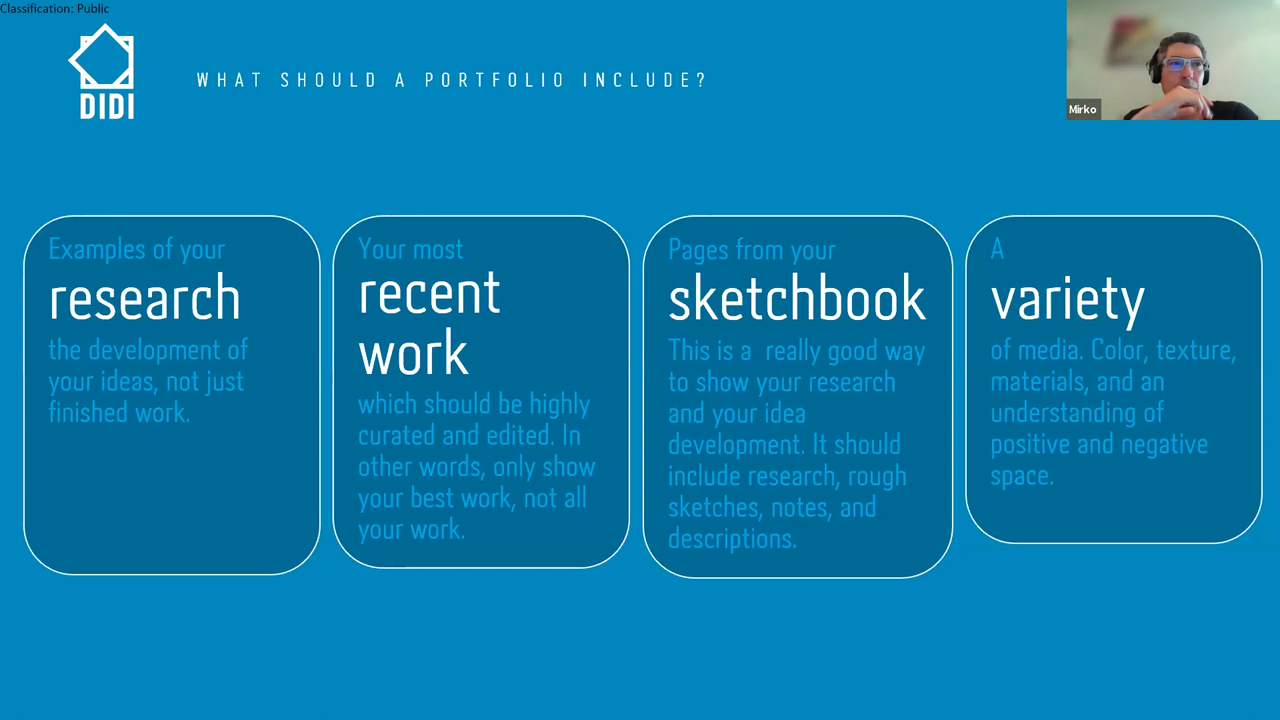 Classification: Public
DIDI
WHAT SHOULD A PORTFOLIO INCLUDE?
Mirko
Examples of your
research
the development of
your ideas, not just
finished work.
Your most
recent
work
which should be highly
curated and edited. In
other words, only show
your best work, not all
your work.
Pages from your
sketchbook
This is a  really good way
to show your research
and your idea
development. It should
include research, rough
sketches, notes, and
descriptions.
A
variety
of media. Color, texture,
materials, and an
understanding of
positive and negative
space.